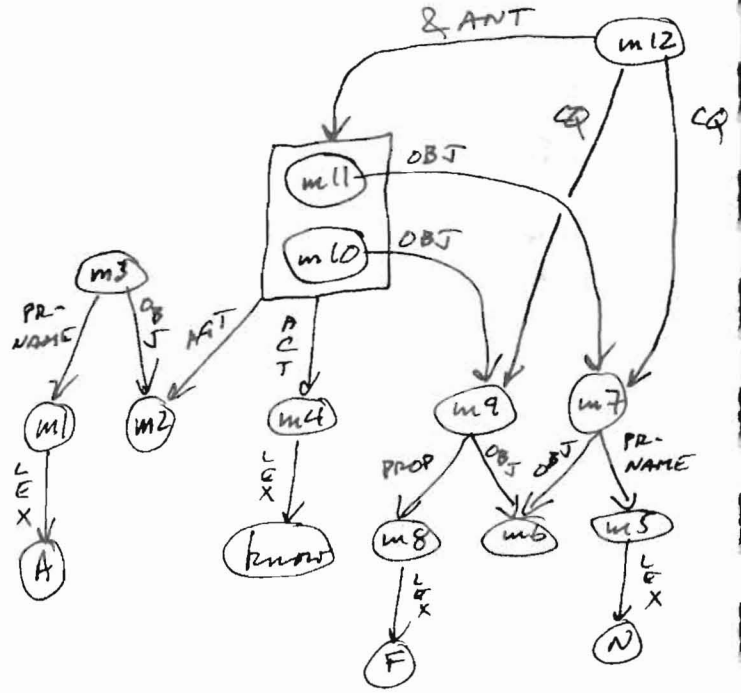 & ANT
m12
CQ
CQ
m11
OBJ
m10
OBJ
m3
PR-
NAME
OBJ
AGT
ACT
m1
m2
m4
m9
m7
LEX
LEX
PROP
OBJ
OBJ
PR-
NAME
A
know
m8
m6
m5
LEX
LEX
F
N